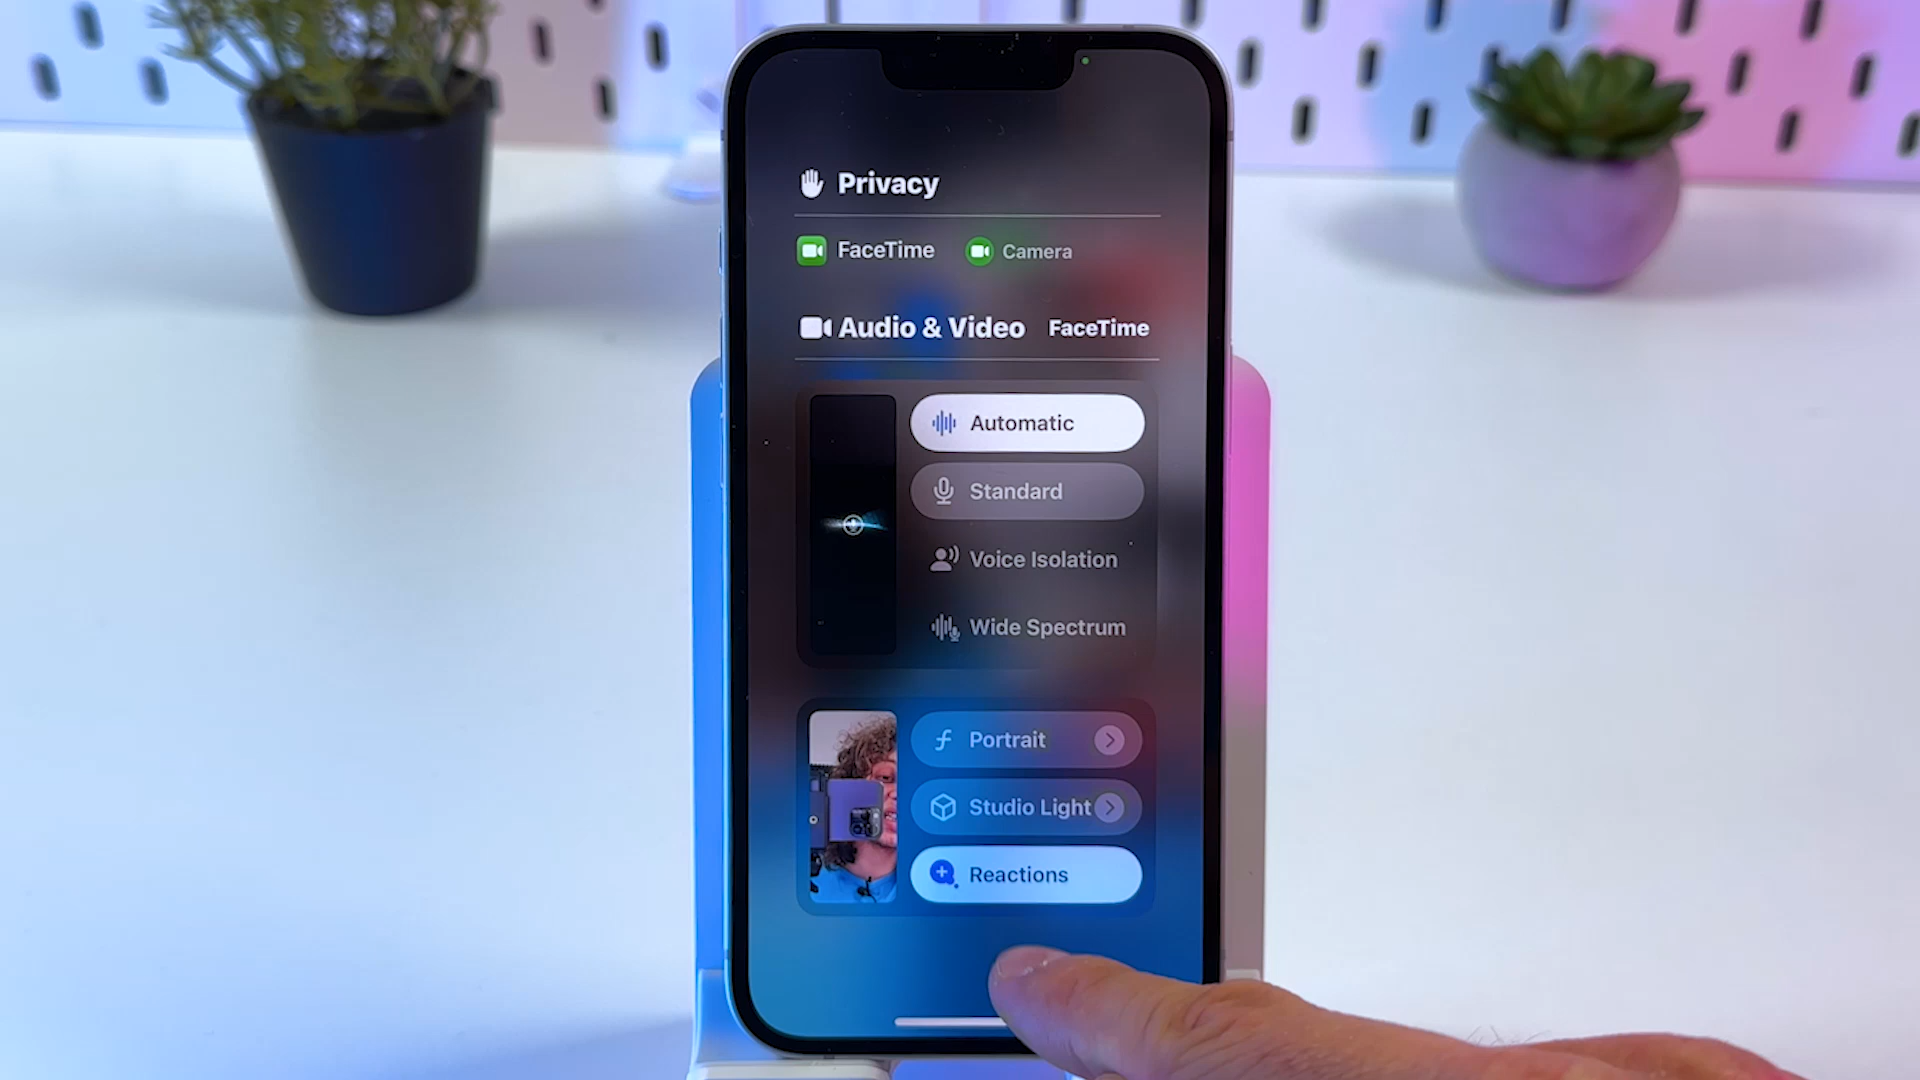 Privacy
FaceTime Camera
Audio & Video FaceTime
Automatic
Standard
Voice Isolation
Wide Spectrum
Portrait
Studio Light
Reactions